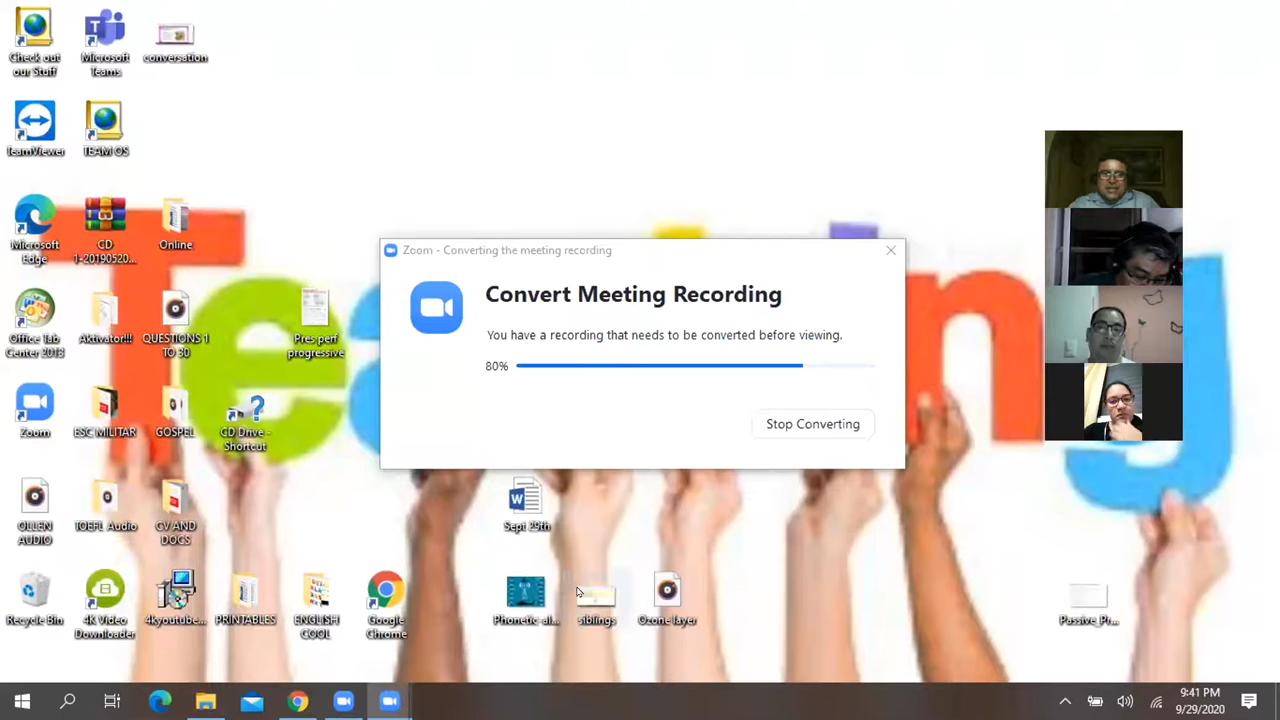 Check out
our Stuff
Microsoft
Teams
conversation
TeamViewer
TEAM OS
Microsoft
Edge
CD
1-20190520...
Online
Office Tab
Center 2013
Aktivator!!!
QUESTIONS 1
TO 30
Pres perf
progressive
Zoom
ESC MILITAR
GOSPEL
CD Drive -
Shortcut
OLLEN
AUDIO
TOEFL Audio
CV AND
DOCS
Sept 29th
Recycle Bin
4K Video
Downloader
4kyoutube...
PRINTABLES
ENGLISH
COOL
Google
Chrome
Phonetic-al...
siblings
Ozone layer
Passive_Pr...
Teaching
Zoom - Converting the meeting recording
Convert Meeting Recording
You have a recording that needs to be converted before viewing.
80%
Stop Converting
9:41 PM
9/29/2020